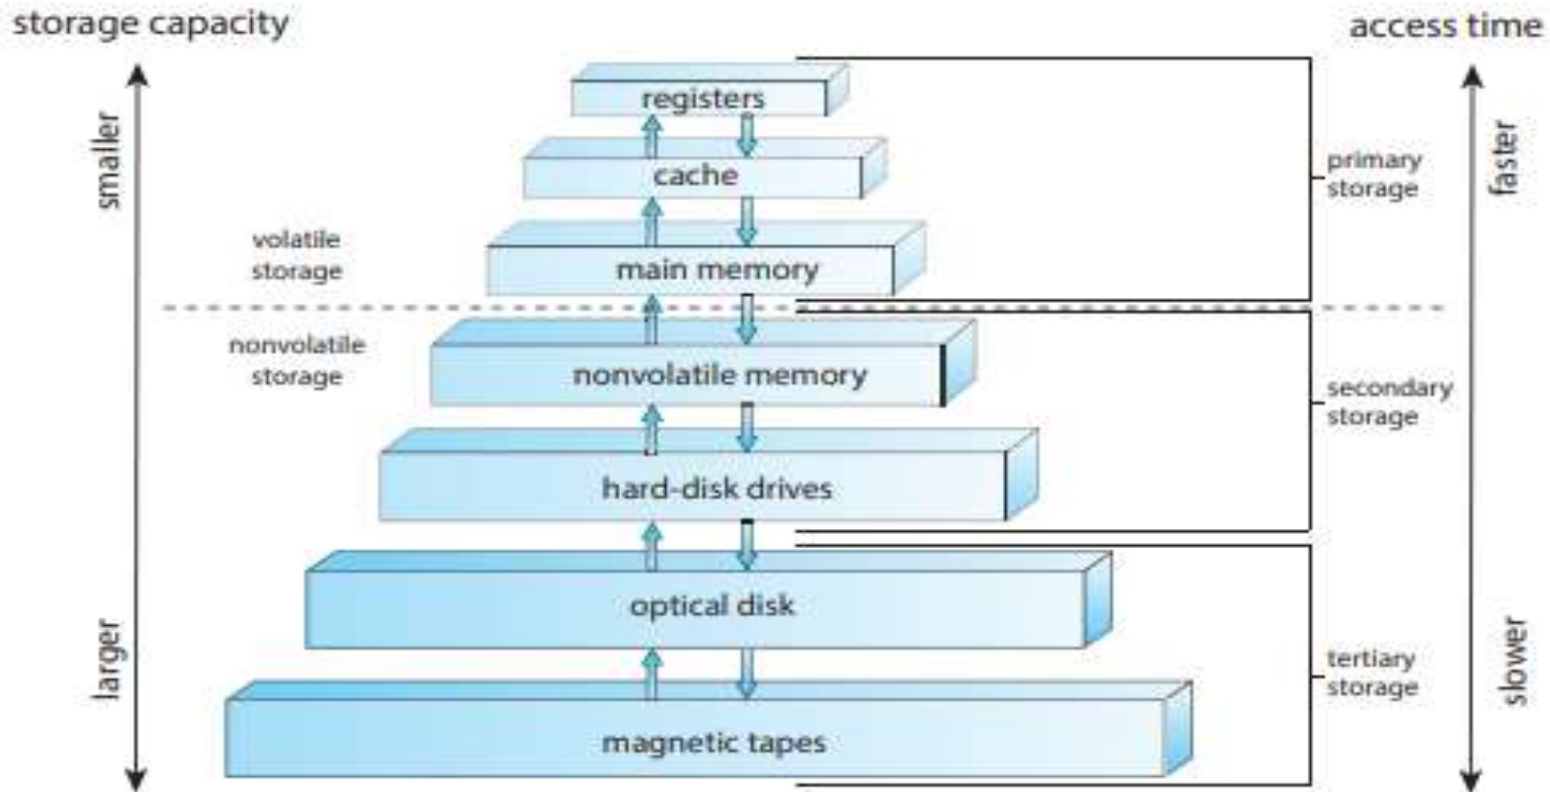 storage capacity
access time
smaller
larger
faster
slower
registers
cache
main memory
volatile
storage
nonvolatile
storage
nonvolatile memory
hard-disk drives
optical disk
magnetic tapes
primary
storage
secondary
storage
tertiary
storage